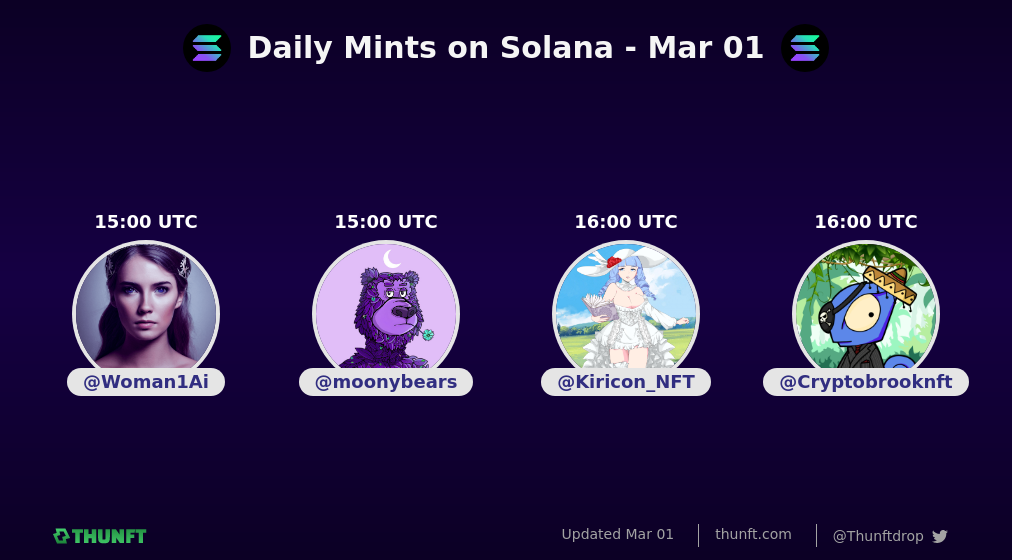 Daily Mints on Solana - Mar 01
15:00 UTC
15:00 UTC
16:00 UTC
16:00 UTC
@Woman1Ai
@moonybears
@Kiricon_NFT
@Cryptobrooknft
THUNFT
Updated Mar 01
thunft.com
@Thunftdrop